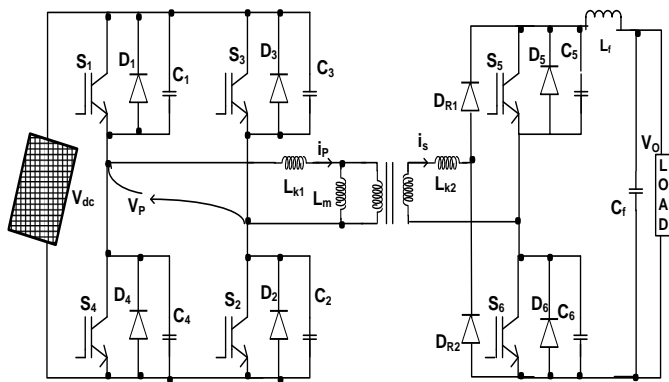 S1 D1 C1 S3 D3 C3 S5 D5 C5 Lf
DR1
Vdc VP iP Lk1 Lm is Lk2 VO LOAD Cf
S4 D4 C4 S2 D2 C2 DR2 S6 D6 C6